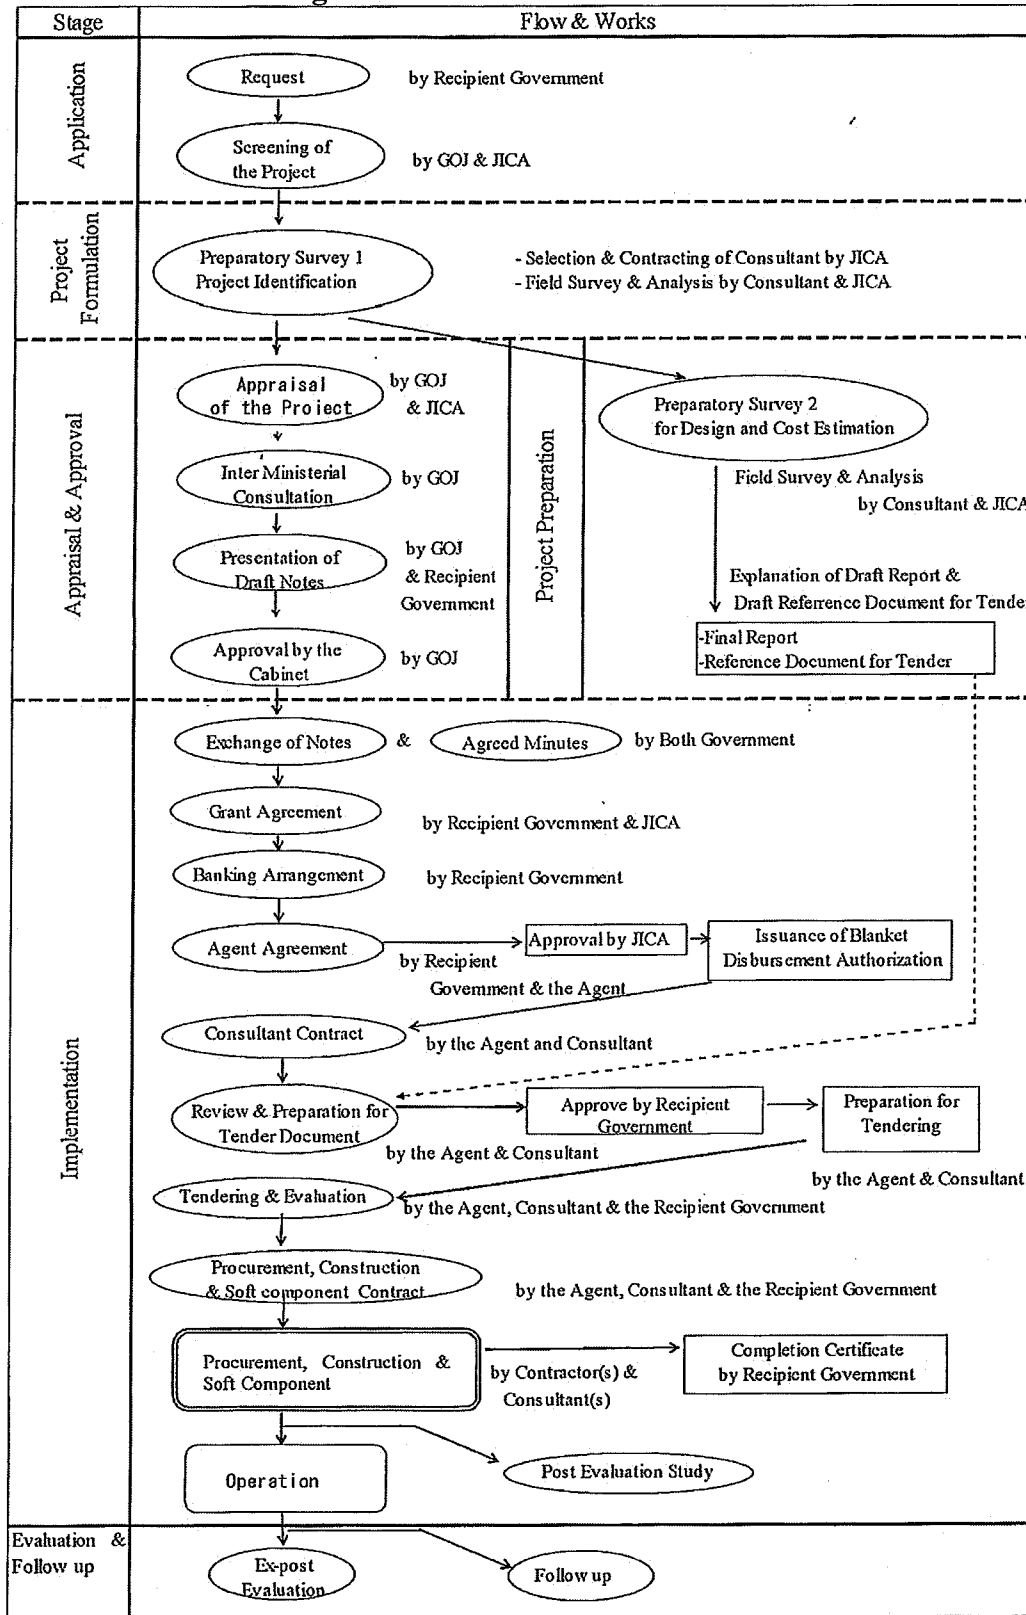 Stage
Flow & Works
Application
Request
by Recipient Government
Screening of
the Project
by GOJ & JICA
Project
Formulation
Preparatory Survey 1
Project Identification
- Selection & Contracting of Consultant by JICA
- Field Survey & Analysis by Consultant & JICA
Appraisal & Approval
Appraisal
of the Project
by GOJ
& JICA
Inter Ministerial
Consultation
by GOJ
Presentation of
Draft Notes
by GOJ
& Recipient
Government
Approval by the
Cabinet
by GOJ
Project Preparation
Preparatory Survey 2
for Design and Cost Estimation
Field Survey & Analysis
by Consultant & JICA
Explanation of Draft Report &
Draft Referrence Document for Tender
-Final Report
-Reference Document for Tender
Implementation
Exchange of Notes
&
Agreed Minutes
by Both Government
Grant Agreement
by Recipient Government & JICA
Banking Arrangement
by Recipient Government
Agent Agreement
by Recipient
Government & the Agent
Approval by JICA
Issuance of Blanket
Disbursement Authorization
Consultant Contract
by the Agent and Consultant
Review & Preparation for
Tender Document
by the Agent & Consultant
Approve by Recipient
Government
Preparation for
Tendering
by the Agent & Consultant
Tendering & Evaluation
by the Agent, Consultant & the Recipient Government
Procurement, Construction
& Soft component Contract
by the Agent, Consultant & the Recipient Government
Procurement, Construction &
Soft Component
by Contractor(s) &
Consultant(s)
Completion Certificate
by Recipient Government
Operation
Post Evaluation Study
Evaluation &
Follow up
Ex-post
Evaluation
Follow up